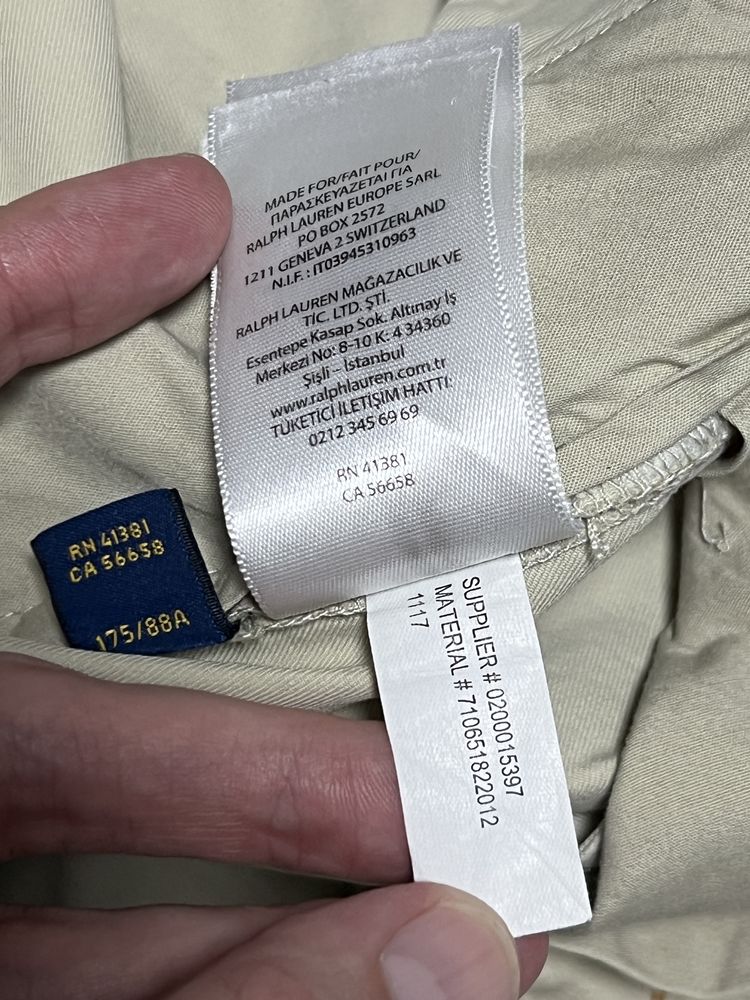 MADE FOR/FAIT POUR/
ΠΑΡΑΣΚΕΥΑΖΕΤΑΙ ΓΙΑ
RALPH LAUREN EUROPE SARL
PO BOX 2572
1211 GENEVA 2 SWITZERLAND
N.I.F. : IT03945310963
RALPH LAUREN MAĞAZACILIK VE
TİC. LTD. ŞTİ.
Esentepe Kasap Sok. Altınay İş
Merkezi No: 8-10 K: 4 34360
Şişli – İstanbul
www.ralphlauren.com.tr
TÜKETİCİ İLETİŞİM HATTI:
0212 345 69 69
RN 41381
CA 56658
RN 41381
CA 56658
175/88A
SUPPLIER # 0200015397
MATERIAL # 710651822012
1117